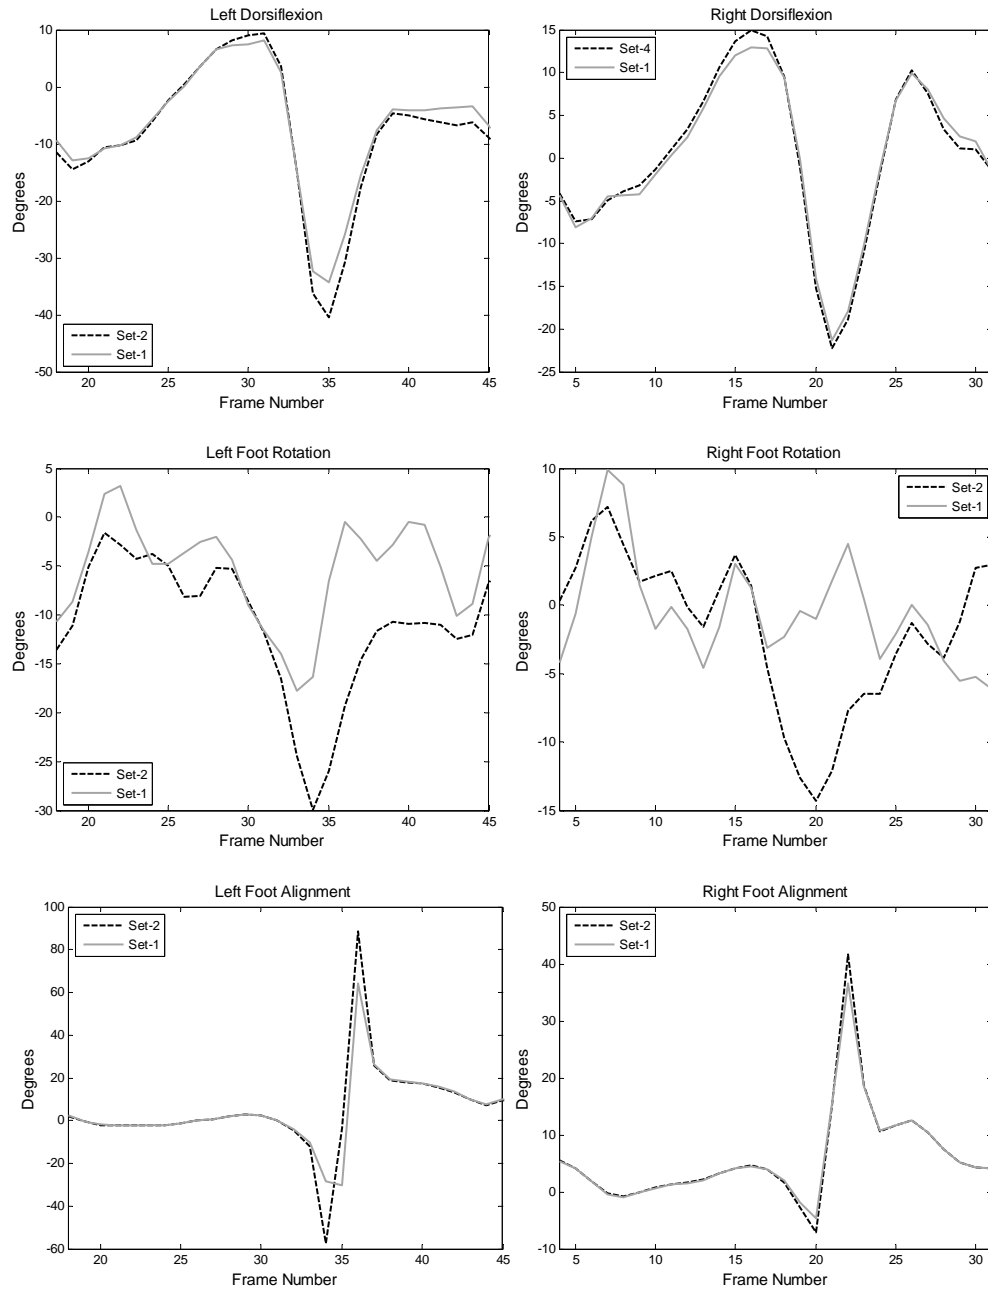 Left Dorsiflexion
10
0
-10
-20
-30
-40
-50
Degrees
Set-2
Set-1
20 25 30 35 40 45
Frame Number
Right Dorsiflexion
15
10
5
0
-5
-10
-15
-20
-25
Degrees
Set-4
Set-1
5 10 15 20 25 30
Frame Number
Left Foot Rotation
5
0
-5
-10
-15
-20
-25
-30
Degrees
Set-2
Set-1
20 25 30 35 40 45
Frame Number
Right Foot Rotation
10
5
0
-5
-10
-15
Degrees
Set-2
Set-1
5 10 15 20 25 30
Frame Number
Left Foot Alignment
100
80
60
40
20
0
-20
-40
-60
Degrees
Set-2
Set-1
20 25 30 35 40 45
Frame Number
Right Foot Alignment
50
40
30
20
10
0
-10
Degrees
Set-2
Set-1
5 10 15 20 25 30
Frame Number